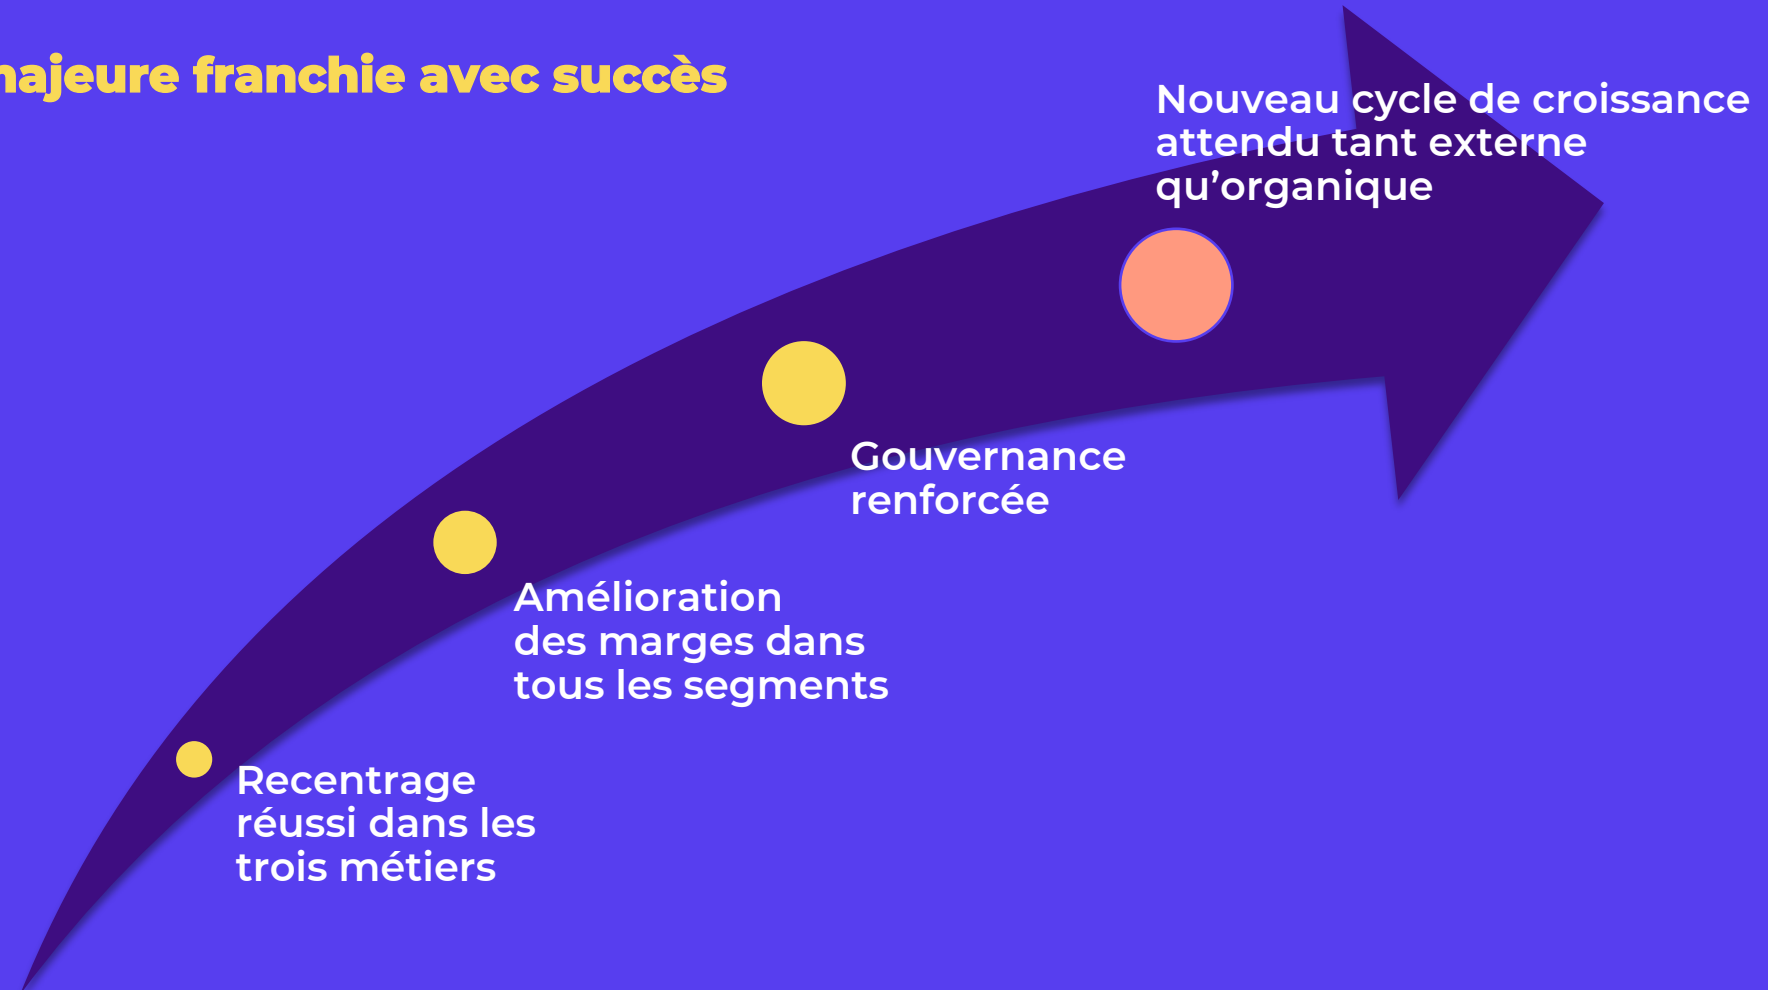 majeure franchie avec succès
Nouveau cycle de croissance
attendu tant externe
qu’organique
Gouvernance
renforcée
Amélioration
des marges dans
tous les segments
Recentrage
réussi dans les
trois métiers